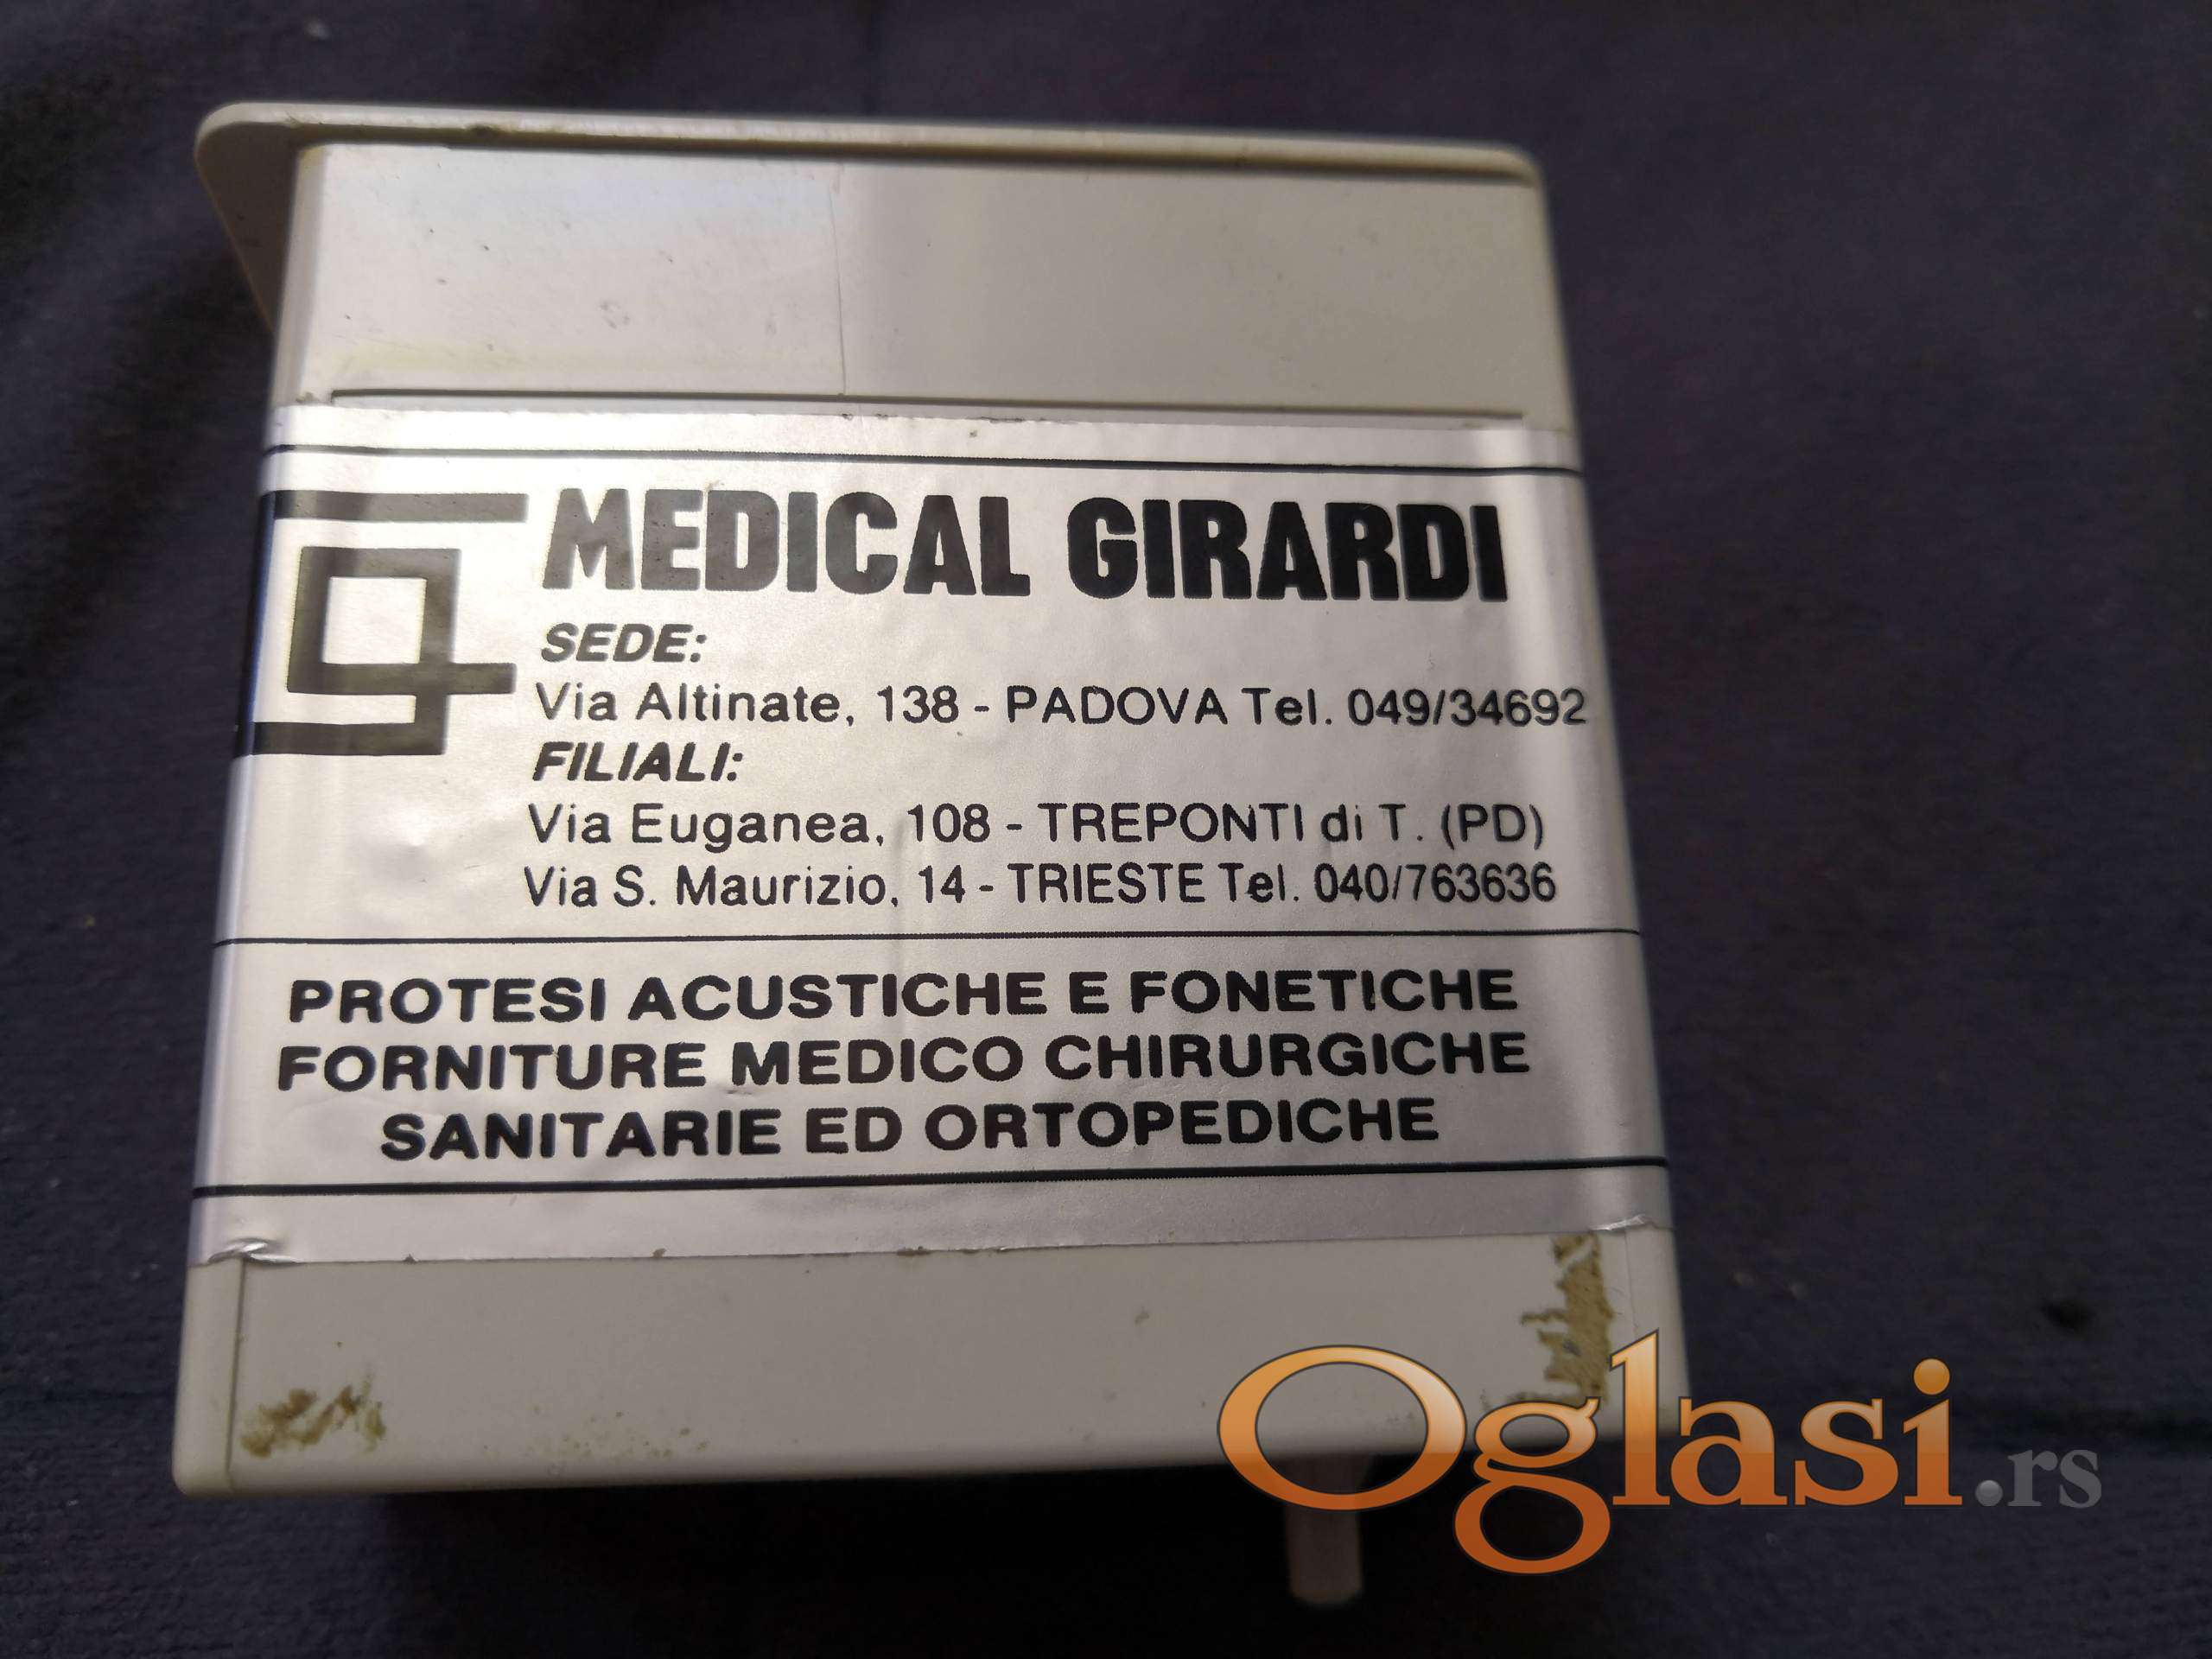 MEDICAL GIRARDI
SEDE:
Via Altinate, 138 - PADOVA Tel. 049/34692
FILIALI:
Via Euganea, 108 - TREPONTI di T. (PD)
Via S. Maurizio, 14 - TRIESTE Tel. 040/763636
PROTESI ACUSTICHE E FONETICHE
FORNITURE MEDICO CHIRURGICHE
SANITARIE ED ORTOPEDICHE
Oglasi.rs